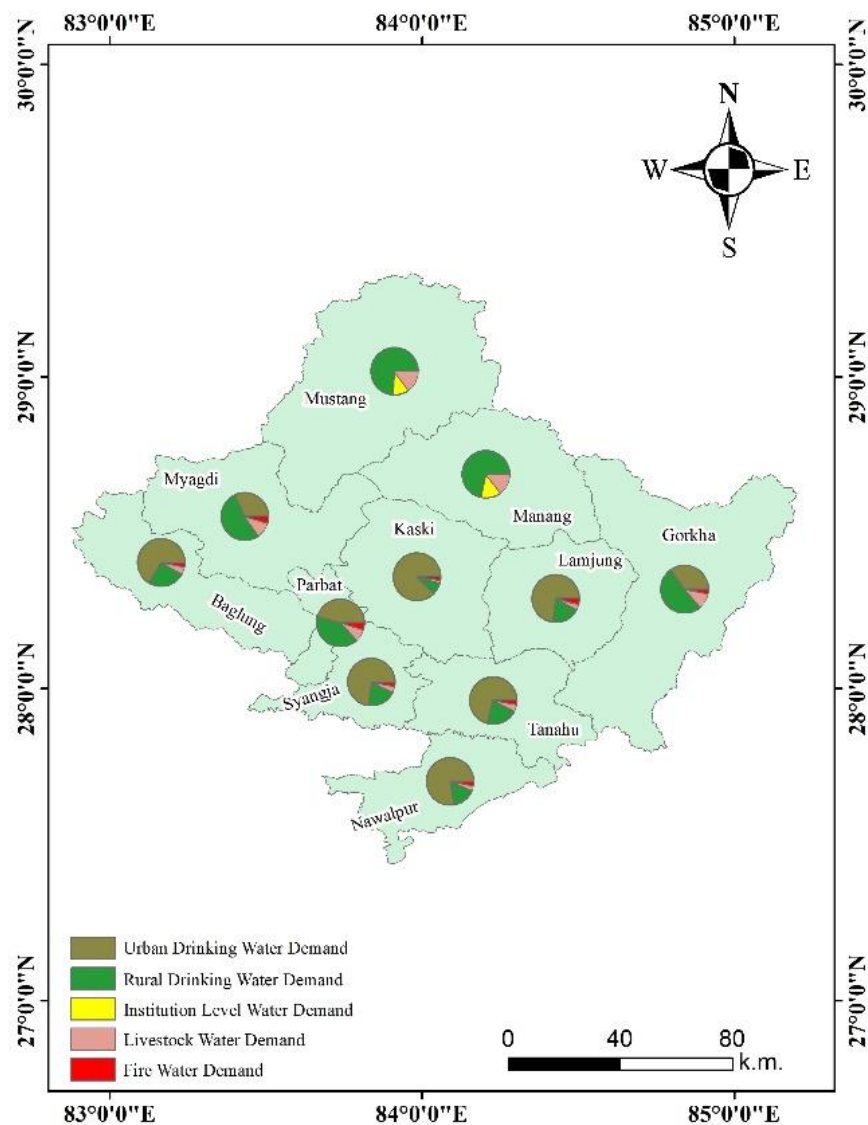 83°0'0"E 84°0'0"E 85°0'0"E
30°0'0"N 30°0'0"N
N
W E
S
29°0'0"N 29°0'0"N
Mustang
Myagdi
Manang
Kaski
Gorkha
Lamjung
Parbat
Baglung
28°0'0"N 28°0'0"N
Syangja
Tanahu
Nawalpur
Urban Drinking Water Demand
Rural Drinking Water Demand
Institution Level Water Demand
Livestock Water Demand
Fire Water Demand
27°0'0"N 27°0'0"N
0 40 80
k.m.
83°0'0"E 84°0'0"E 85°0'0"E